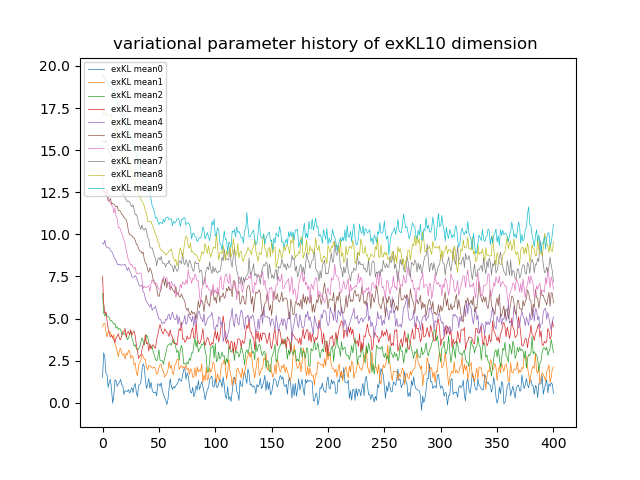 variational parameter history of exKL10 dimension
20.0
17.5
15.0
12.5
10.0
7.5
5.0
2.5
0.0
exKL mean0
exKL mean1
exKL mean2
exKL mean3
exKL mean4
exKL mean5
exKL mean6
exKL mean7
exKL mean8
exKL mean9
0 50 100 150 200 250 300 350 400